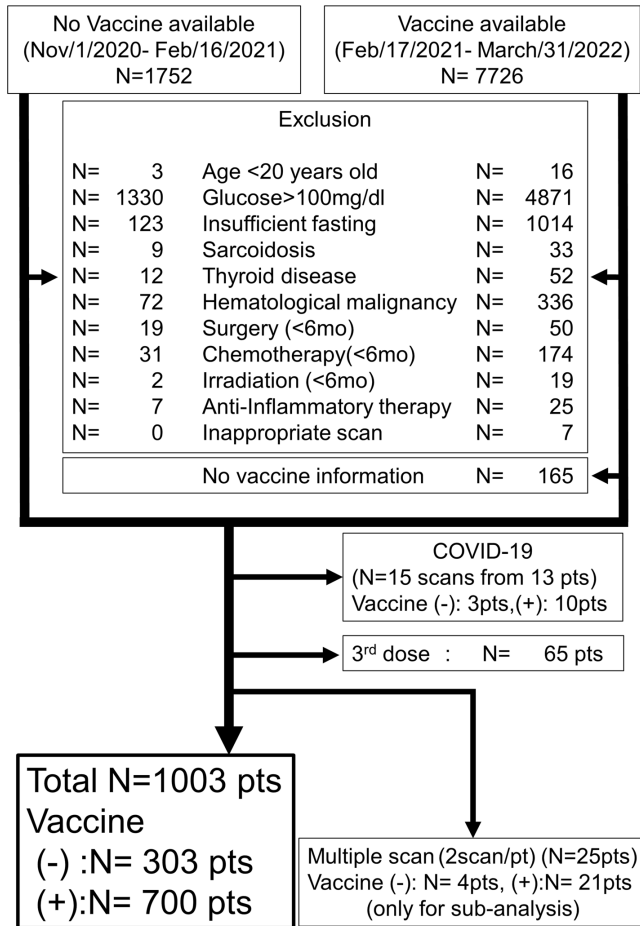 No Vaccine available
(Nov/1/2020- Feb/16/2021)
N=1752
Vaccine available
(Feb/17/2021- March/31/2022)
N= 7726
Exclusion
N= 3 Age <20 years old N= 16
N= 1330 Glucose>100mg/dl N= 4871
N= 123 Insufficient fasting N= 1014
N= 9 Sarcoidosis N= 33
N= 12 Thyroid disease N= 52
N= 72 Hematological malignancy N= 336
N= 19 Surgery (<6mo) N= 50
N= 31 Chemotherapy(<6mo) N= 174
N= 2 Irradiation (<6mo) N= 19
N= 7 Anti-Inflammatory therapy N= 25
N= 0 Inappropriate scan N= 7
No vaccine information N= 165
COVID-19
(N=15 scans from 13 pts)
Vaccine (-): 3pts,(+): 10pts
3rd dose : N= 65 pts
Total N=1003 pts
Vaccine
(-) :N= 303 pts
(+):N= 700 pts
Multiple scan (2scan/pt) (N=25pts)
Vaccine (-): N= 4pts, (+):N= 21pts
(only for sub-analysis)